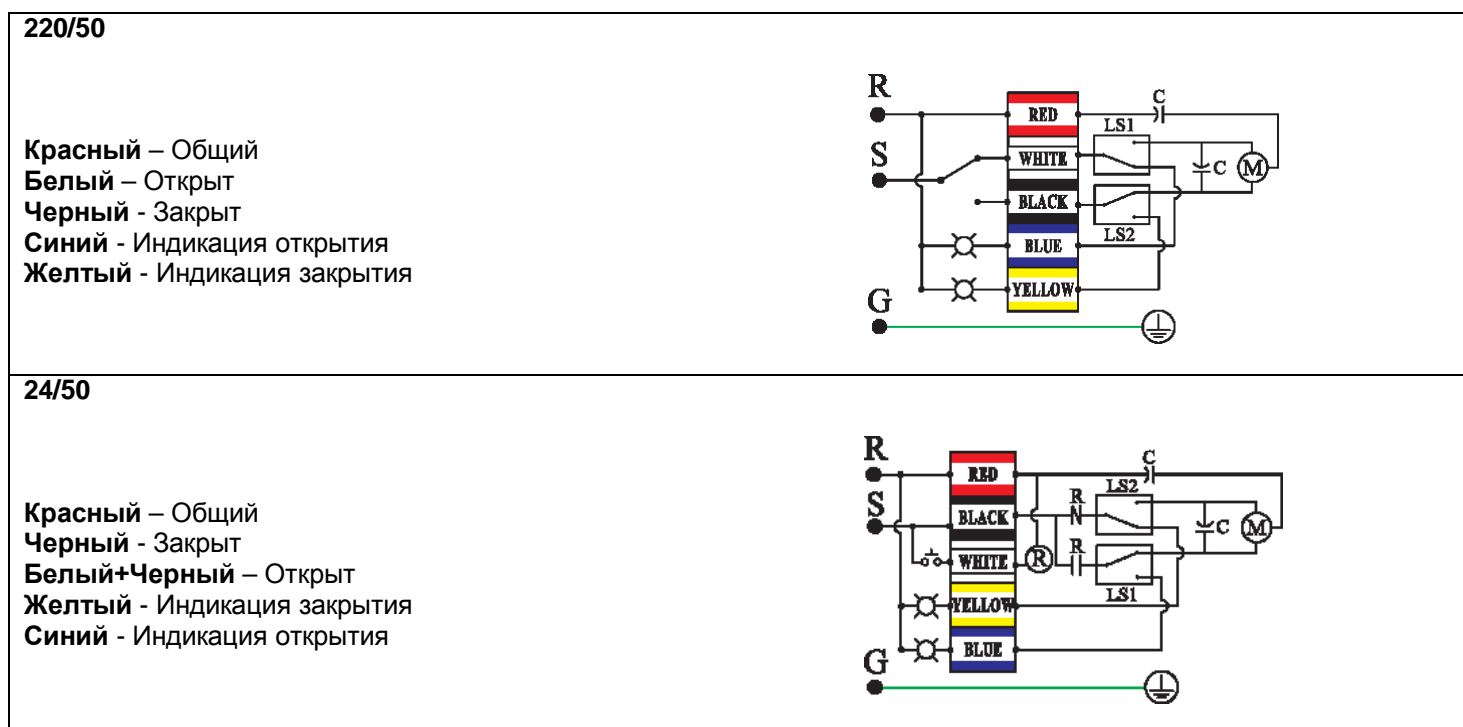 220/50
Красный – Общий
Белый – Открыт
Черный - Закрыт
Синий - Индикация открытия
Желтый - Индикация закрытия
R
S
G
RED
WHITE
BLACK
BLUE
YELLOW
C
LS1
C
M
LS2
24/50
Красный – Общий
Черный - Закрыт
Белый+Черный – Открыт
Желтый - Индикация закрытия
Синий - Индикация открытия
R
S
G
RED
BLACK
WHITE
YELLOW
BLUE
C
R
LS2
R
R
C
M
LS1